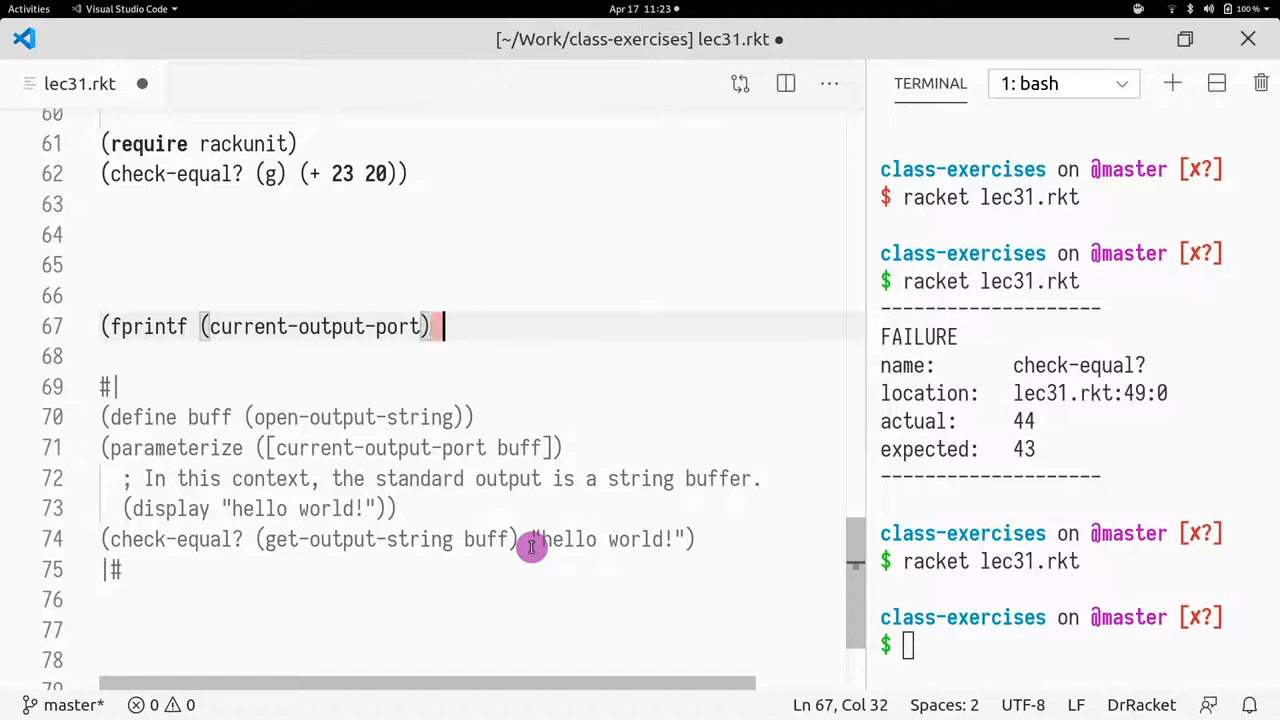 Activities
Visual Studio Code
Apr 17 11:23
100 %
[~/Work/class-exercises] lec31.rkt
lec31.rkt
TERMINAL
1: bash
60
61 (require rackunit)
62 (check-equal? (g) (+ 23 20))
63
64
65
66
67 (fprintf (current-output-port)
68
69 #|
70 (define buff (open-output-string))
71 (parameterize ([current-output-port buff])
72 ; In this context, the standard output is a string buffer.
73 (display "hello world!"))
74 (check-equal? (get-output-string buff) "hello world!")
75 |#
76
77
78
79
class-exercises on @master [✘?]
$ racket lec31.rkt
class-exercises on @master [✘?]
$ racket lec31.rkt
--------------------
FAILURE
name: check-equal?
location: lec31.rkt:49:0
actual: 44
expected: 43
--------------------
class-exercises on @master [✘?]
$ racket lec31.rkt
class-exercises on @master [✘?]
$
master*
0
0
Ln 67, Col 32
Spaces: 2
UTF-8
LF
DrRacket